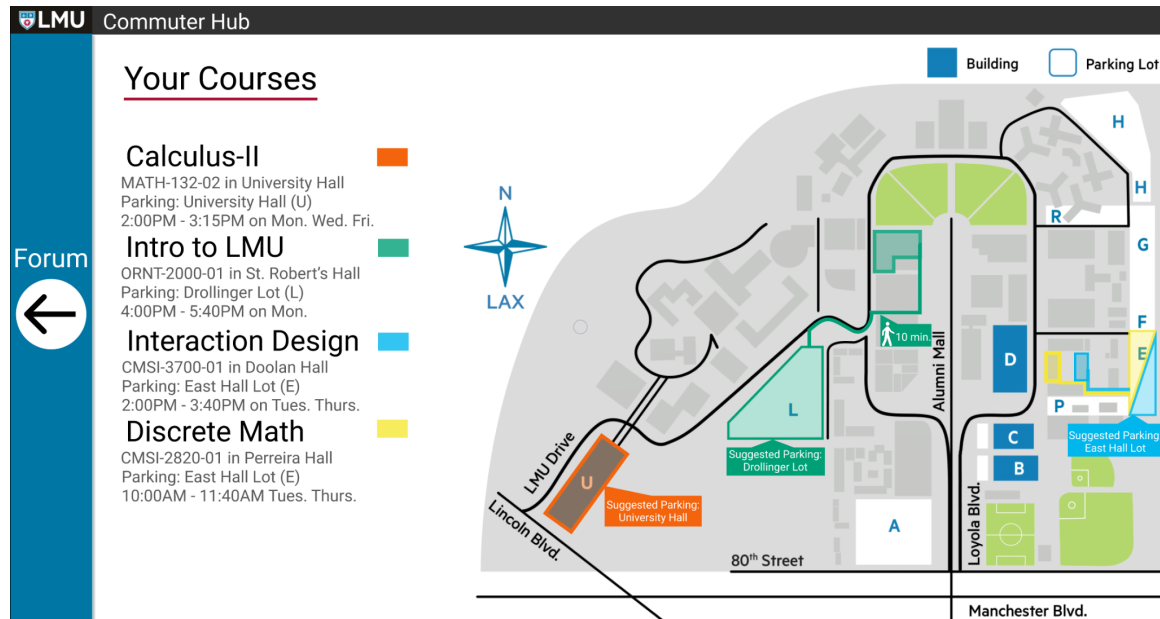 LMU Commuter Hub
Forum
Your Courses
Calculus-II
MATH-132-02 in University Hall
Parking: University Hall (U)
2:00PM - 3:15PM on Mon. Wed. Fri.
Intro to LMU
ORNT-2000-01 in St. Robert's Hall
Parking: Drollinger Lot (L)
4:00PM - 5:40PM on Mon.
Interaction Design
CMSI-3700-01 in Doolan Hall
Parking: East Hall Lot (E)
2:00PM - 3:40PM on Tues. Thurs.
Discrete Math
CMSI-2820-01 in Perreira Hall
Parking: East Hall Lot (E)
10:00AM - 11:40AM Tues. Thurs.
Building
Parking Lot
N
LAX
H
H
R
G
F
E
10 min.
Alumni Mall
D
P
L
C
B
Suggested Parking:
East Hall Lot
Suggested Parking:
Drollinger Lot
LMU Drive
U
Suggested Parking:
University Hall
Lincoln Blvd.
A
Loyola Blvd.
80th Street
Manchester Blvd.